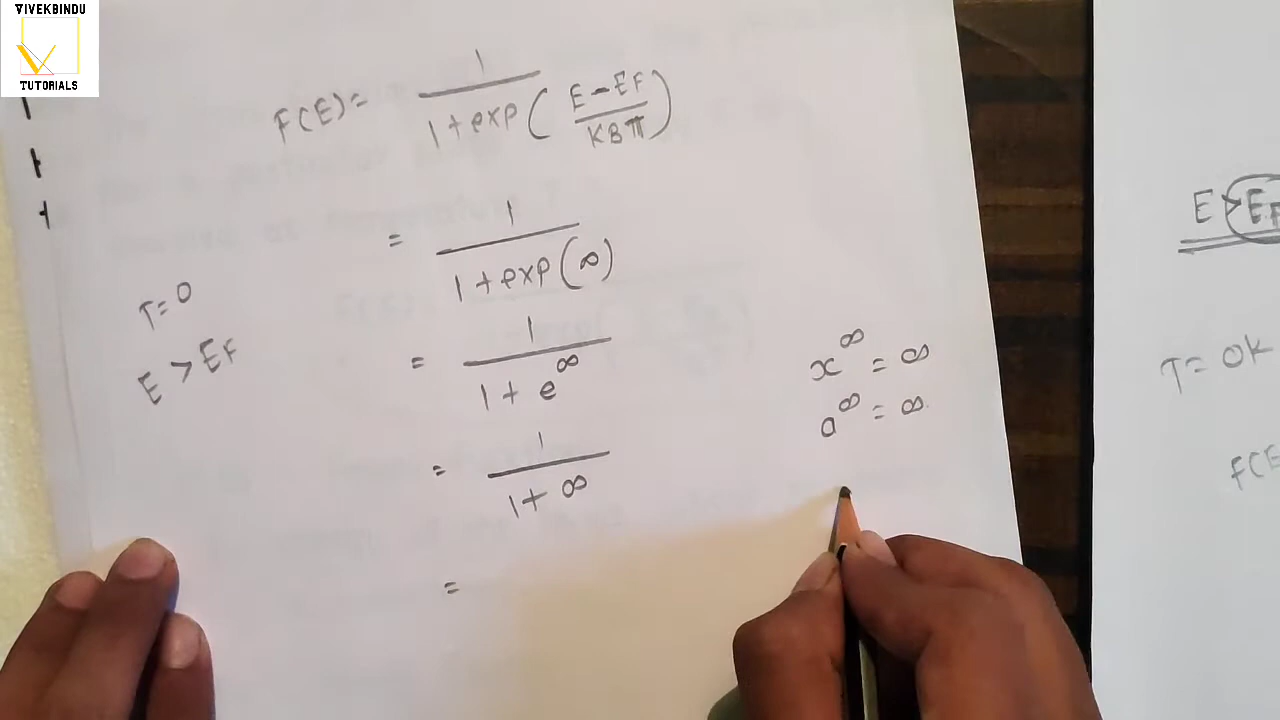 VIVEKBINDU
TUTORIALS
F(E) = 1 / 1 + exp ( E - EF / KBT )
= 1 / 1 + exp (∞)
T = 0
E > EF
= 1 / 1 + e^∞
= 1 / 1 + ∞
=
x^∞ = ∞
a^∞ = ∞
E > EF
T = 0K
F(E